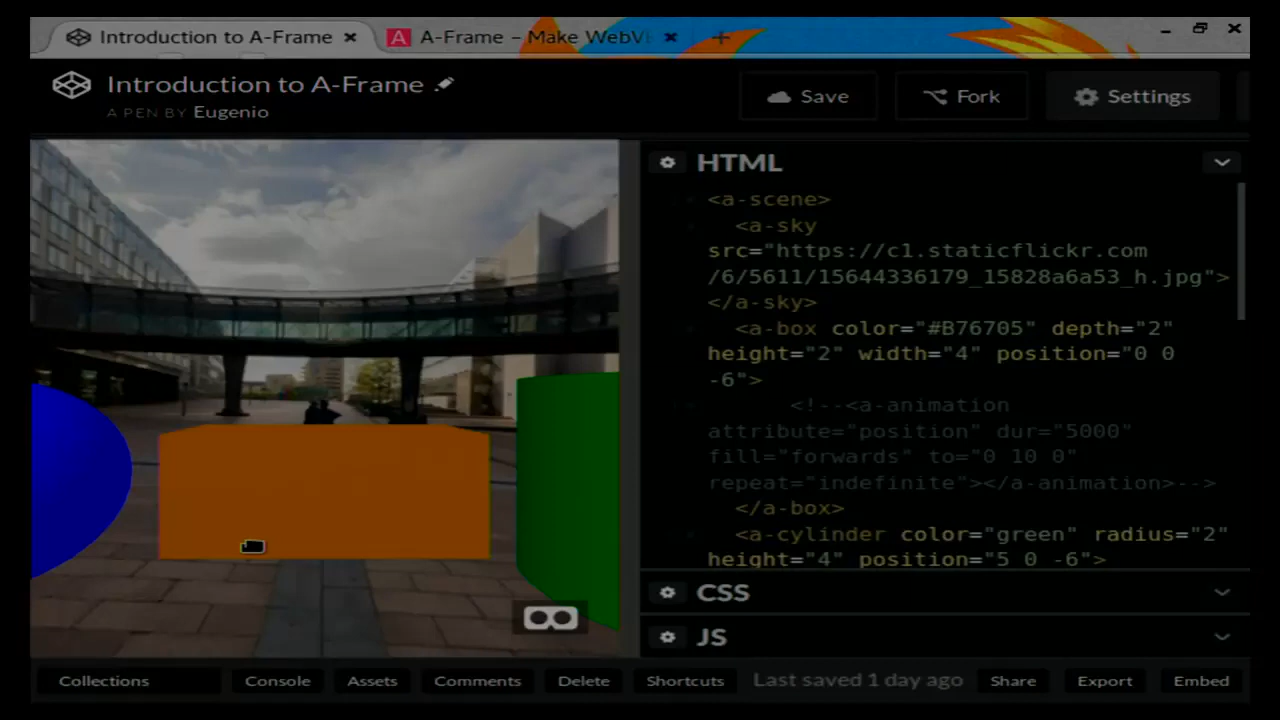 Introduction to A-Frame
A-Frame – Make WebV
Introduction to A-Frame
A PEN BY Eugenio
Save
Fork
Settings
HTML
<a-scene>
<a-sky
src="https://c1.staticflickr.com
/6/5611/15644336179_15828a6a53_h.jpg">
</a-sky>
<a-box color="#B76705" depth="2"
height="2" width="4" position="0 0
-6">
<!--<a-animation
attribute="position" dur="5000"
fill="forwards" to="0 10 0"
repeat="indefinite"></a-animation>-->
</a-box>
<a-cylinder color="green" radius="2"
height="4" position="5 0 -6">
CSS
JS
Collections
Console
Assets
Comments
Delete
Shortcuts
Last saved 1 day ago
Share
Export
Embed